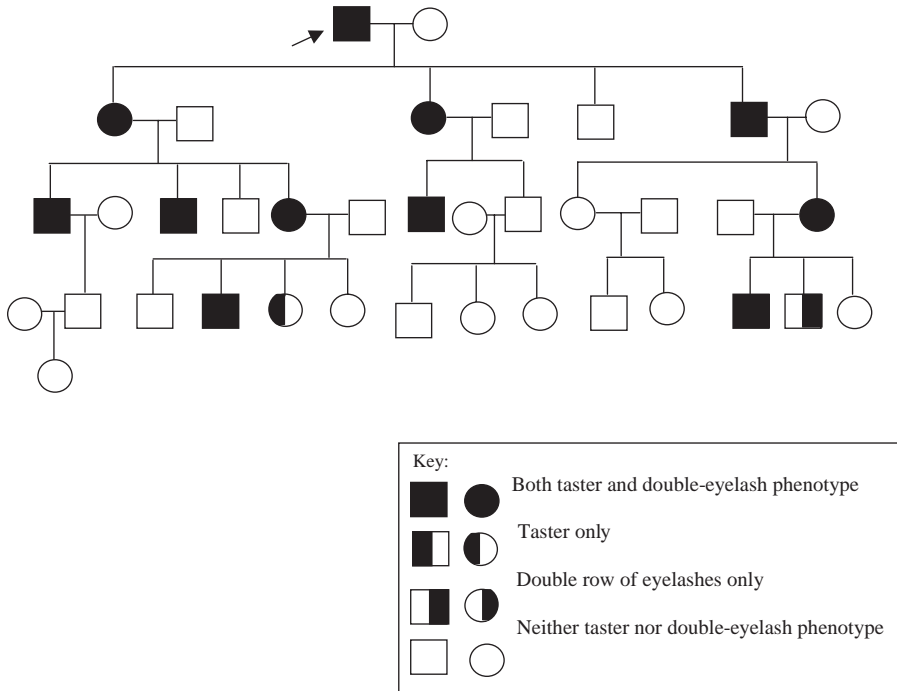 Key:
Both taster and double-eyelash phenotype
Taster only
Double row of eyelashes only
Neither taster nor double-eyelash phenotype